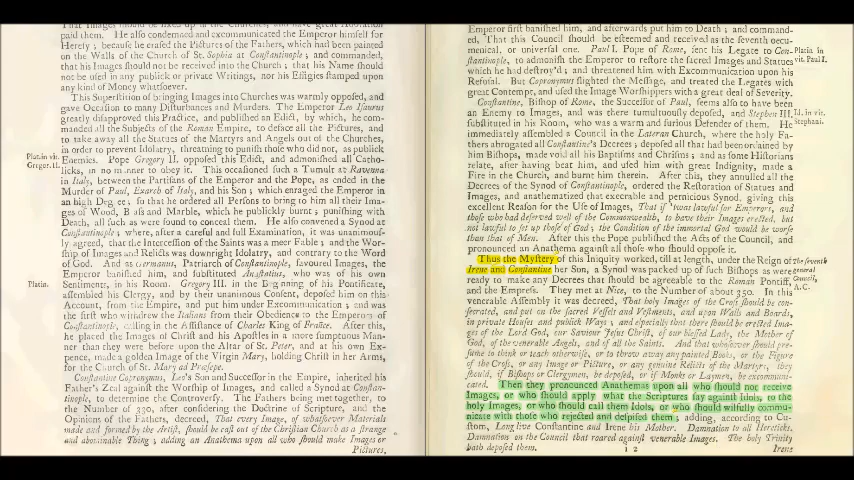 that Images should be fixed up in the Churches, and have great Adoration
paid them. He also condemned and excommunicated the Emperor himself for
Heresy; because he erased the Pictures of the Fathers, which had been painted
on the Walls of the Church of St. Sophia at Constantinople; and commanded,
that his Images should not be received into the Church; that his Name should
not be used in any publick or private Writings, nor his Effigies stamped upon
any kind of Money whatsoever.
This Superstition of bringing Images into Churches was warmly opposed, and
gave Occasion to many Disturbances and Murders. The Emperor Leo Isaurus
greatly disapproved this Practice, and published an Edict, by which, he com-
manded all the Subjects of the Roman Empire, to deface all the Pictures, and
to take away all the Statues of the Martyrs and Angels out of the Churches,
in order to prevent Idolatry, threatning to punish those who did not, as publick
Platin. in vit.
Gregor. II.
Enemies. Pope Gregory II. opposed this Edict, and admonished all Catho-
licks, in no manner to obey it. This occasioned such a Tumult at Ravenna
in Italy, between the Partisans of the Emperor and the Pope, as ended in the
Murder of Paul, Exarch of Italy, and his Son; which enraged the Emperor in
an high Degree; so that he ordered all Persons to bring to him all their Ima-
ges of Wood, Brass and Marble, which he publickly burnt; punishing with
Death, all such as were found to conceal them. He also convened a Synod at
Constantinople; where, after a careful and full Examination, it was unanimous-
ly agreed, that the Intercession of the Saints was a meer Fable; and the Wor-
ship of Images and Relicts was downright Idolatry, and contrary to the Word
of God. And as Germanus, Patriarch of Constantinople, favoured Images, the
Emperor banished him, and substituted Anastatius, who was of his own
Platin.
Sentiments, in his Room. Gregory III. in the Beginning of his Pontificate,
assembled his Clergy, and by their unanimous Consent, deposed him on this
Account, from the Empire, and put him under Excommunication; and was
the first who withdrew the Italians from their Obedience to the Emperors of
Constantinople, calling in the Assistance of Charles King of France. After this,
he placed the Images of Christ and his Apostles in a more sumptuous Man-
ner than they were before upon the Altar of St. Peter, and at his own Ex-
pence, made a golden Image of the Virgin Mary, holding Christ in her Arms,
for the Church of St. Mary ad Præsepe.
Constantine Copronymus, Leo's Son and Successor in the Empire, inherited his
Father's Zeal against the Worship of Images, and called a Synod at Constan-
tinople, to determine the Controversy. The Fathers being met together, to
the Number of 330, after considering the Doctrine of Scripture, and the
Opinions of the Fathers, decreed, That every Image, of whatsoever Materials
made and formed by the Artist, should be cast out of the Christian Church as a strange
and abominable Thing; adding an Anathema upon all who should make Images or
Pictures,
Emperor first banished him, and afterwards put him to Death; and command-
ed, That this Council should be esteemed and received as the seventh oecu-
menical, or universal one. Paul I. Pope of Rome, sent his Legate to Con-
Platin in
vit. Paul I.
stantinople, to admonish the Emperor to restore the sacred Images and Statues
which he had destroy'd; and threatened him with Excommunication upon his
Refusal. But Copronymus slighted the Message, and treated the Legates with
great Contempt, and used the Image Worshippers with a great deal of Severity.
Constantine, Bishop of Rome, the Successor of Paul, seems also to have been
an Enemy to Images, and was there tumultuously deposed, and Stephen III
substituted in his Room, who was a warm and furious Defender of them. He
Id. in vit.
Stephani.
immediately assembled a Council in the Lateran Church, where the holy Fa-
thers abrogated all Constantine's Decrees; deposed all that had been ordained by
him Bishops, made void all his Baptisms and Chrisms; and as some Historians
relate, after having beat him, and used him with great Indignity, made a
Fire in the Church, and burnt him therein. After this, they annulled all the
Decrees of the Synod of Constantinople, ordered the Restoration of Statues and
Images, and anathematized that execrable and pernicious Synod, giving this
excellent Reason for the Use of Images, That if 'twas lawful for Emperors, and
those who had deserved well of the Commonwealth, to have their Images erected, but
not lawful to set up those of God; the Condition of the immortal God would be worse
than that of Men. After this the Pope published the Acts of the Council, and
pronounced an Anathema against all those who should oppose it.
Thus the Mystery of this Iniquity worked, till at length, under the Reign of
Irene and Constantine her Son, a Synod was packed up of such Bishops as were
The seventh
general
Council,
A.C.
ready to make any Decrees that should be agreeable to the Roman Pontiff
and the Empress. They met at Nice, to the Number of about 350. In this
venerable Assembly it was decreed, That holy Images of the Cross should be con-
secrated, and put on the sacred Vessels and Vestments, and upon Walls and Boards,
in private Houses and publick Ways; and especially that there should be erected Ima-
ges of the Lord God, our Saviour Jesus Christ, of our blessed Lady, the Mother of
God, of the venerable Angels, and of all the Saints. And that whosoever should pre-
sume to think or teach otherwise, or to throw away any painted Books, or the Figure
of the Cross, or any Image or Picture, or any genuine Relicts of the Martyrs, they
should, if Bishops or Clergymen, be deposed, or if Monks or Laymen, be excommuni-
cated. Then they pronounced Anathemas upon all who should not receive
Images, or who should apply what the Scriptures say against Idols, to the
holy Images, or who should call them Idols, or who should wilfully commu-
nicate with those who rejected and despised them; adding, according to Cu-
stom, Long live Constantine and Irene his Mother. Damnation to all Hereticks.
Damnation on the Council that roared against venerable Images. The holy Trinity
hath deposed them.
I 2
Irene